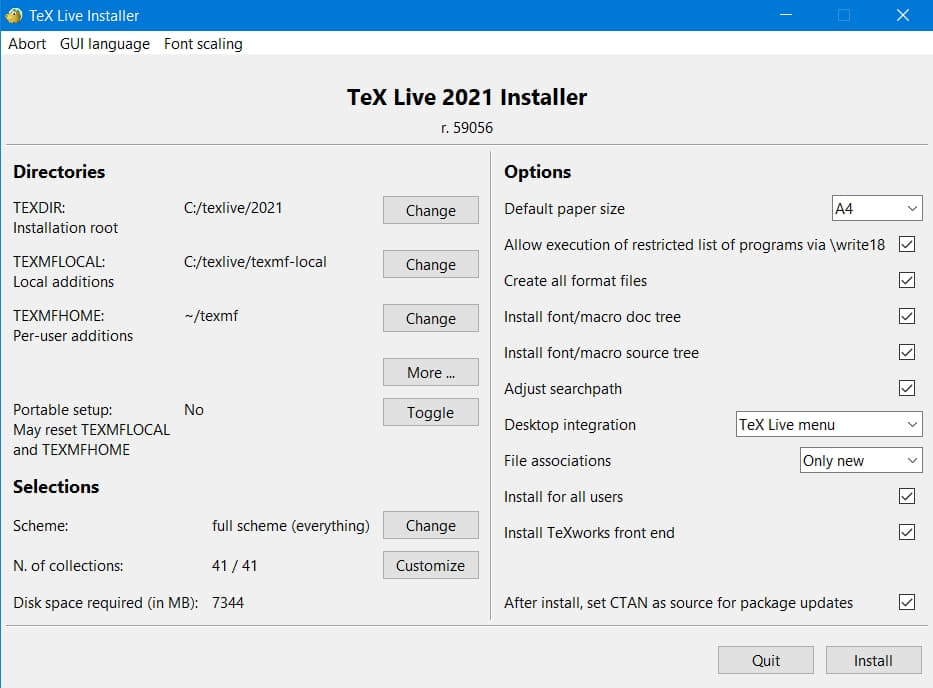 TeX Live Installer
Abort GUI language Font scaling
TeX Live 2021 Installer
r. 59056
Directories
TEXDIR: C:/texlive/2021 Change
Installation root
TEXMFLOCAL: C:/texlive/texmf-local Change
Local additions
TEXMFHOME: ~/texmf Change
Per-user additions
More ...
Portable setup: No Toggle
May reset TEXMFLOCAL
and TEXMFHOME
Selections
Scheme: full scheme (everything) Change
N. of collections: 41 / 41 Customize
Disk space required (in MB): 7344
Options
Default paper size A4
Allow execution of restricted list of programs via \write18
Create all format files
Install font/macro doc tree
Install font/macro source tree
Adjust searchpath
Desktop integration TeX Live menu
File associations Only new
Install for all users
Install TeXworks front end
After install, set CTAN as source for package updates
Quit Install